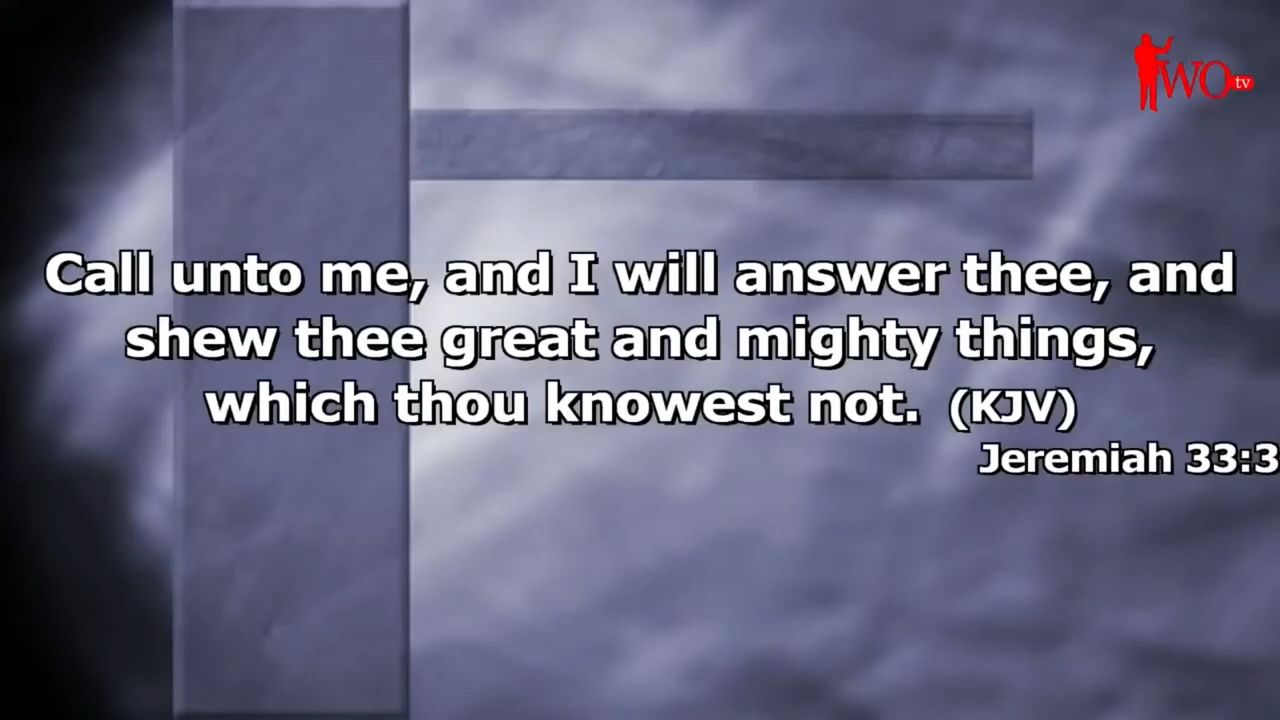 WO tv
Call unto me, and I will answer thee, and
shew thee great and mighty things,
which thou knowest not. (KJV)
Jeremiah 33:3